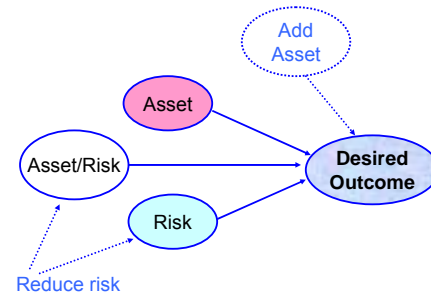 Add
Asset
Asset
Asset/Risk
Desired
Outcome
Risk
Reduce risk